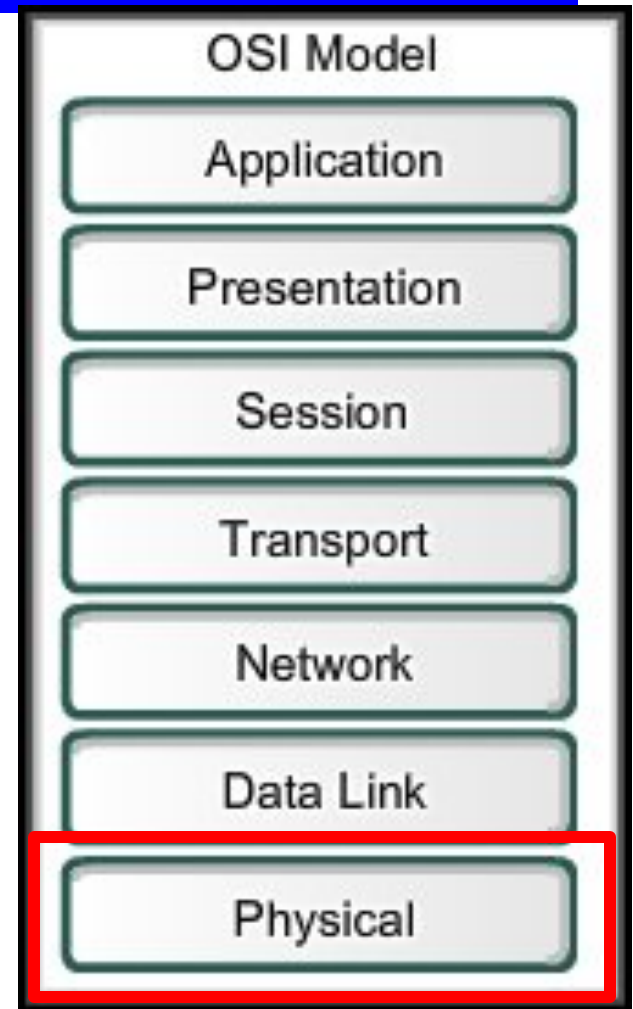 OSI Model
Application
Presentation
Session
Transport
Network
Data Link
Physical